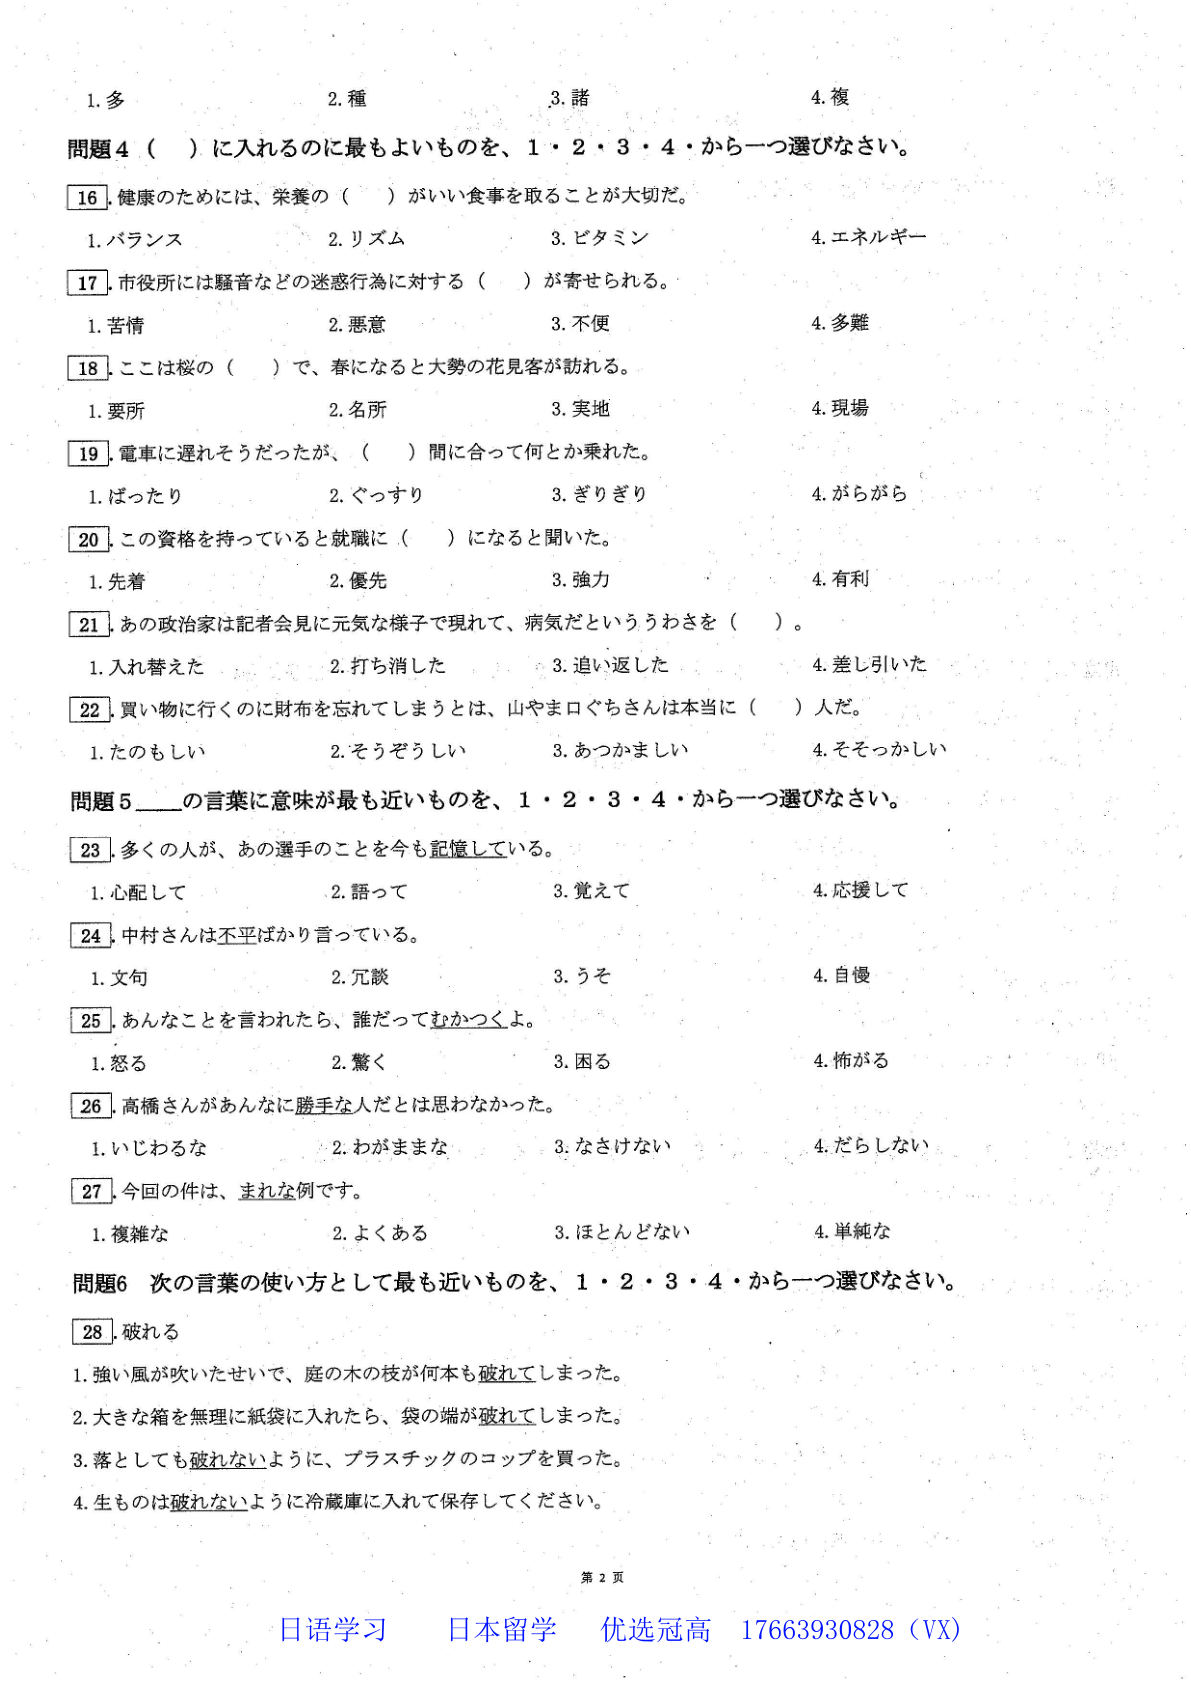 1. 多　2. 種　3. 諸　4. 複
問題４（　）に入れるのに最もよいものを、１・２・３・４・から一つ選びなさい。
16. 健康のためには、栄養の（　）がいい食事を取ることが大切だ。
1. バランス　2. リズム　3. ビタミン　4. エネルギー
17. 市役所には騒音などの迷惑行為に対する（　）が寄せられる。
1. 苦情　2. 悪意　3. 不便　4. 多難
18. ここは桜の（　）で、春になると大勢の花見客が訪れる。
1. 要所　2. 名所　3. 実地　4. 現場
19. 電車に遅れそうだったが、（　）間に合って何とか乗れた。
1. ばったり　2. ぐっすり　3. ぎりぎり　4. がらがら
20. この資格を持っていると就職に（　）になると聞いた。
1. 先着　2. 優先　3. 強力　4. 有利
21. あの政治家は記者会見に元気な様子で現れて、病気だといううわさを（　）。
1. 入れ替えた　2. 打ち消した　3. 追い返した　4. 差し引いた
22. 買い物に行くのに財布を忘れてしまうとは、山やま口ぐちさんは本当に（　）人だ。
1. たのもしい　2. そうぞうしい　3. あつかましい　4. そそっかしい
問題５____の言葉に意味が最も近いものを、１・２・３・４・から一つ選びなさい。
23. 多くの人が、あの選手のことを今も記憶している。
1. 心配して　2. 語って　3. 覚えて　4. 応援して
24. 中村さんは不平ばかり言っている。
1. 文句　2. 冗談　3. うそ　4. 自慢
25. あんなことを言われたら、誰だってむかつくよ。
1. 怒る　2. 驚く　3. 困る　4. 怖がる
26. 高橋さんがあんなに勝手な人だとは思わなかった。
1. いじわるな　2. わがままな　3. なさけない　4. だらしない
27. 今回の件は、まれな例です。
1. 複雑な　2. よくある　3. ほとんどない　4. 単純な
問題6　次の言葉の使い方として最も近いものを、１・２・３・４・から一つ選びなさい。
28. 破れる
1. 強い風が吹いたせいで、庭の木の枝が何本も破れてしまった。
2. 大きな箱を無理に紙袋に入れたら、袋の端が破れてしまった。
3. 落としても破れないように、プラスチックのコップを買った。
4. 生ものは破れないように冷蔵庫に入れて保存してください。
第 2 页
日语学习　日本留学　优选冠高　17663930828（VX）